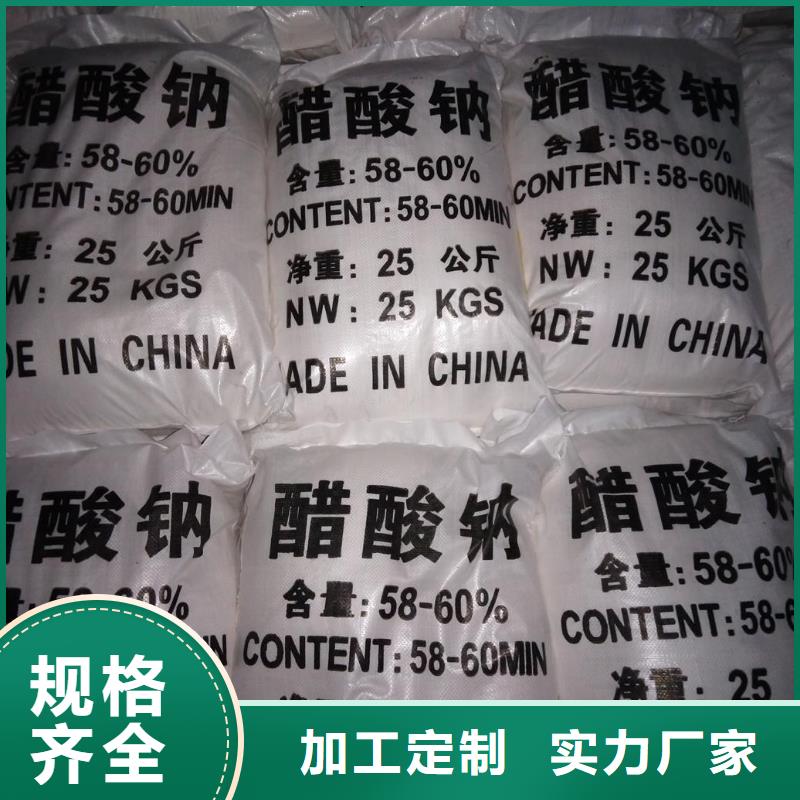 醋酸钠
含量:58-60%
CONTENT:58-60MIN
净重: 25 公斤
NW: 25 KGS
MADE IN CHINA
醋酸钠
含量:58-60%
CONTENT:58-60MIN
净重: 25 公斤
NW: 25 KGS
MADE IN CHINA
醋酸钠
含量:58-60%
CONTENT:58-60MIN
净重: 25 公斤
NW: 25 KGS
MADE IN CHINA
醋酸钠
58-60%
醋酸钠
含量:58-60%
CONTENT:58-60MIN
醋酸钠
含量:58-60%
CONTENT:58-6
净重: 25
规格
齐全
加工定制 实力厂家